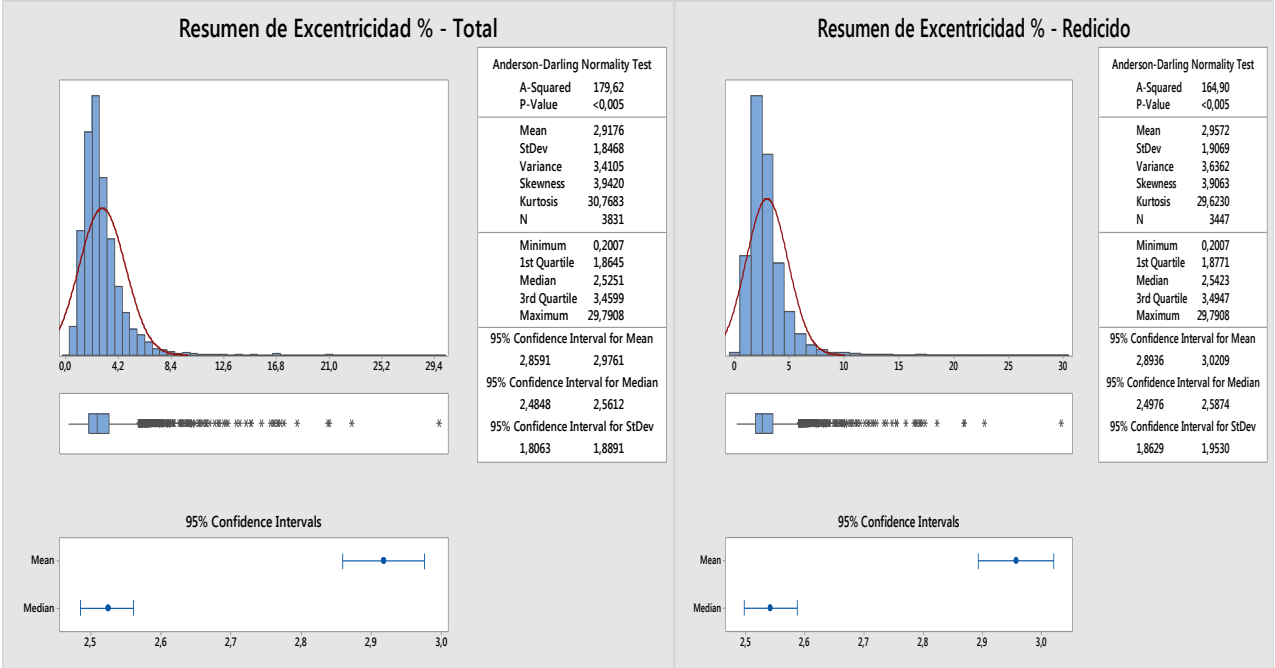 Resumen de Excentricidad % - Total
Anderson-Darling Normality Test
A-Squared 179,62
P-Value <0,005
Mean 2,9176
StDev 1,8468
Variance 3,4105
Skewness 3,9420
Kurtosis 30,7683
N 3831
Minimum 0,2007
1st Quartile 1,8645
Median 2,5251
3rd Quartile 3,4599
Maximum 29,7908
95% Confidence Interval for Mean
2,8591 2,9761
95% Confidence Interval for Median
2,4848 2,5612
95% Confidence Interval for StDev
1,8063 1,8891
0,0 4,2 8,4 12,6 16,8 21,0 25,2 29,4
95% Confidence Intervals
Mean
Median
2,5 2,6 2,7 2,8 2,9 3,0
Resumen de Excentricidad % - Redicido
Anderson-Darling Normality Test
A-Squared 164,90
P-Value <0,005
Mean 2,9572
StDev 1,9069
Variance 3,6362
Skewness 3,9063
Kurtosis 29,6230
N 3447
Minimum 0,2007
1st Quartile 1,8771
Median 2,5423
3rd Quartile 3,4947
Maximum 29,7908
95% Confidence Interval for Mean
2,8936 3,0209
95% Confidence Interval for Median
2,4976 2,5874
95% Confidence Interval for StDev
1,8629 1,9530
0 5 10 15 20 25 30
95% Confidence Intervals
Mean
Median
2,5 2,6 2,7 2,8 2,9 3,0